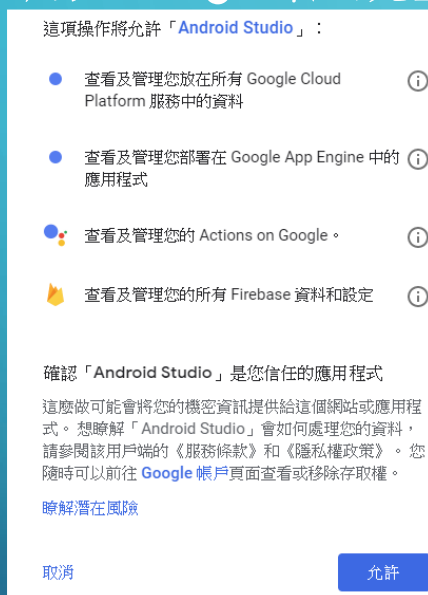 這項操作將允許「Android Studio」：
查看及管理您放在所有 Google Cloud
Platform 服務中的資料
查看及管理您部署在 Google App Engine 中的
應用程式
查看及管理您的 Actions on Google。
查看及管理您的所有 Firebase 資料和設定
確認「Android Studio」是您信任的應用程式
這麼做可能會將您的機密資訊提供給這個網站或應用程
式。想瞭解「Android Studio」會如何處理您的資料，
請參閱該用戶端的《服務條款》和《隱私權政策》。您
隨時可以前往 Google 帳戶頁面查看或移除存取權。
瞭解潛在風險
取消
允許